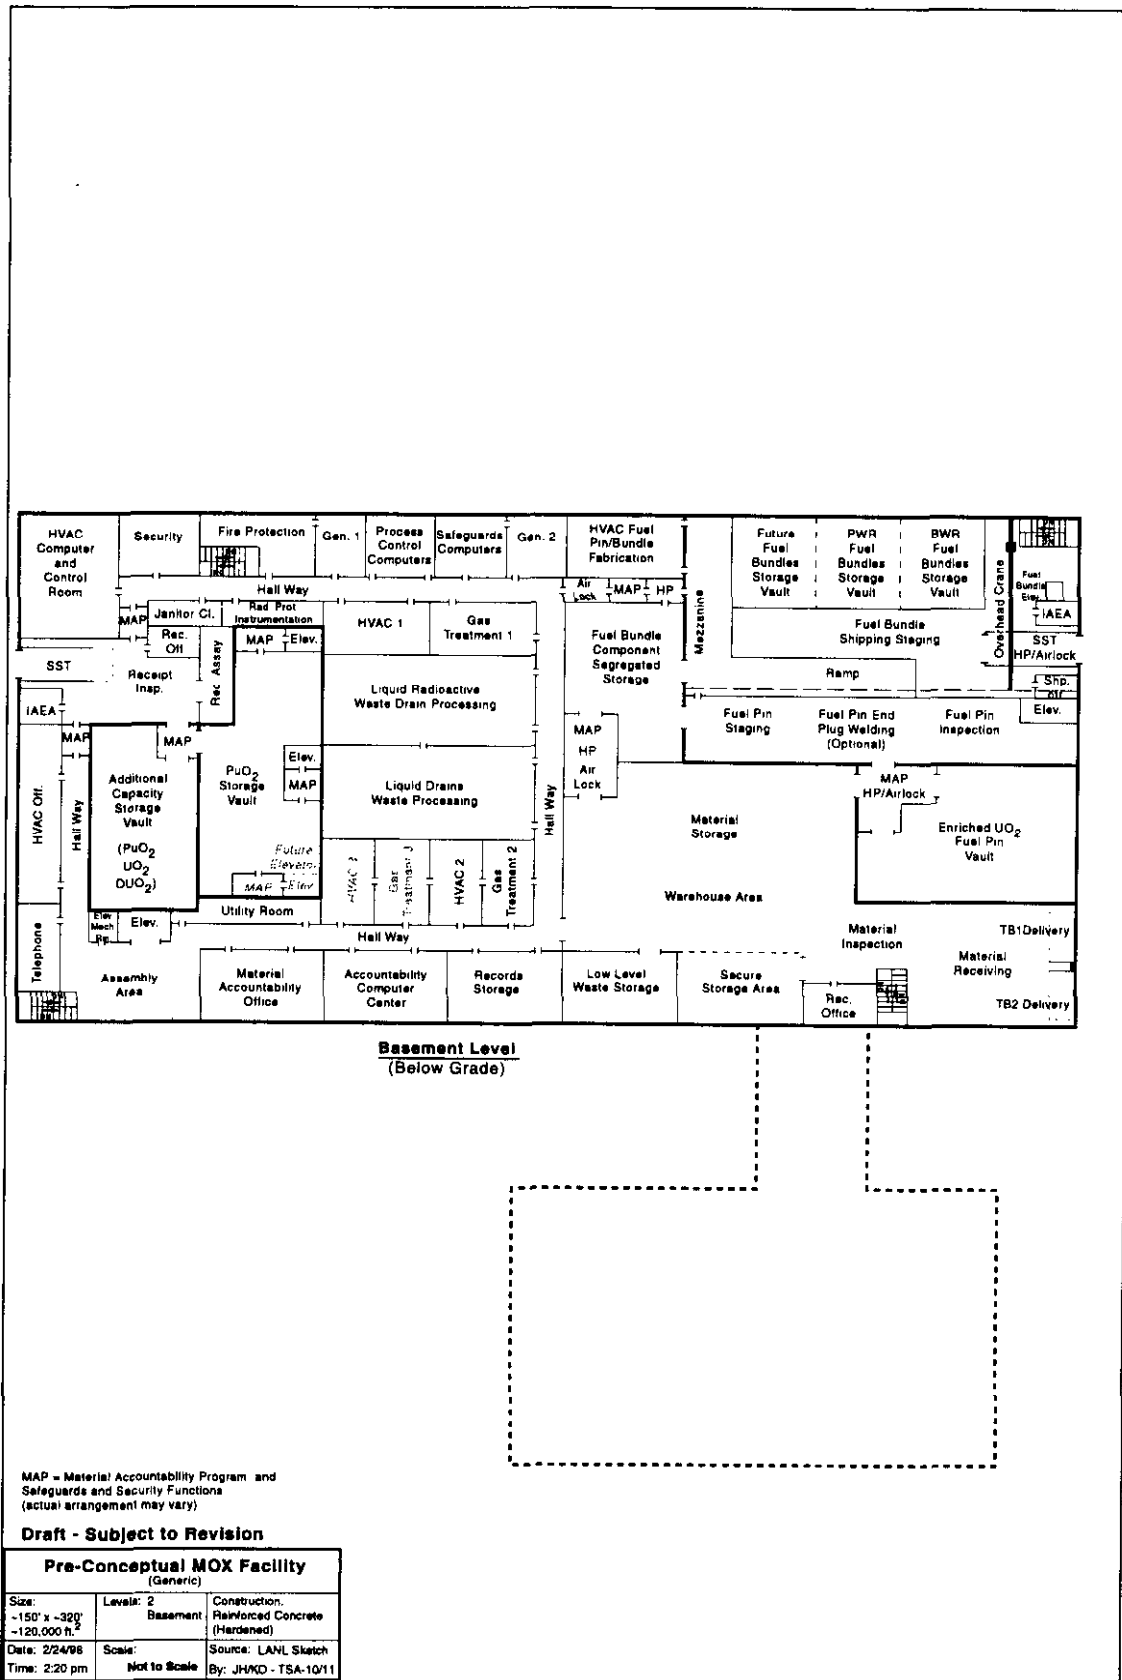 HVAC
Computer
and
Control
Room
Security
Fire Protection
Gen. 1
Process
Control
Computers
Safeguards
Computers
Gen. 2
HVAC Fuel
Pin/Bundle
Fabrication
Future
Fuel
Bundles
Storage
Vault
PWR
Fuel
Bundles
Storage
Vault
BWR
Fuel
Bundles
Storage
Vault
Overhead Crane
Fuel
Bundle
Elev.
IAEA
Hall Way
Air
Lock
MAP
HP
Mezzanine
MAP
Janitor Cl.
Rad Prot
Instrumentation
HVAC 1
Gas
Treatment 1
Fuel Bundle
Component
Segregated
Storage
Fuel Bundle
Shipping Staging
SST
HP/Airlock
Rec.
Off
Rec. Assay
MAP
Elev.
SST
Receipt
Insp.
Ramp
Shp.
Off
Elev.
IAEA
Liquid Radioactive
Waste Drain Processing
Fuel Pin
Staging
Fuel Pin End
Plug Welding
(Optional)
Fuel Pin
Inspection
MAP
MAP
MAP
HP
Air
Lock
HVAC Off.
Hall Way
Additional
Capacity
Storage
Vault
(PuO2
UO2
DUO2)
PuO2
Storage
Vault
Elev.
MAP
Liquid Drains
Waste Processing
Hall Way
Material
Storage
MAP
HP/Airlock
Enriched UO2
Fuel Pin
Vault
Future
Elevator
MAP
Elev.
HVAC 3
Gas
Treatment 3
HVAC 2
Gas
Treatment 2
Warehouse Area
Telephone
Elev
Mech
Rm
Elev.
Utility Room
Hall Way
Material
Inspection
TB1 Delivery
Material
Receiving
TB2 Delivery
Assembly
Area
Material
Accountability
Office
Accountability
Computer
Center
Records
Storage
Low Level
Waste Storage
Secure
Storage Area
Rec.
Office
Basement Level
(Below Grade)
MAP = Material Accountability Program and
Safeguards and Security Functions
(actual arrangement may vary)
Draft - Subject to Revision
Pre-Conceptual MOX Facility
(Generic)
Size:
~150' x ~320'
~120,000 ft.2
Levels: 2
Basement
Construction.
Reinforced Concrete
(Hardened)
Date: 2/24/98
Time: 2:20 pm
Scale:
Not to Scale
Source: LANL Sketch
By: JH/KD - TSA-10/11